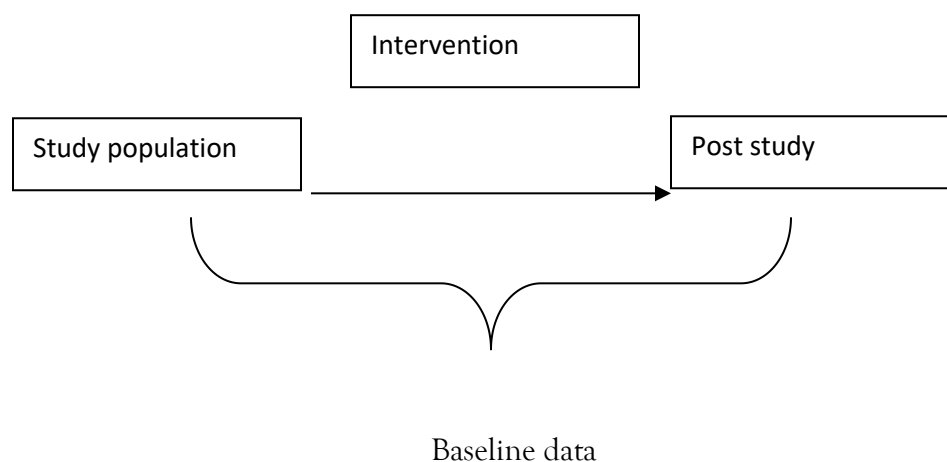 Intervention
Study population
Post study
Baseline data